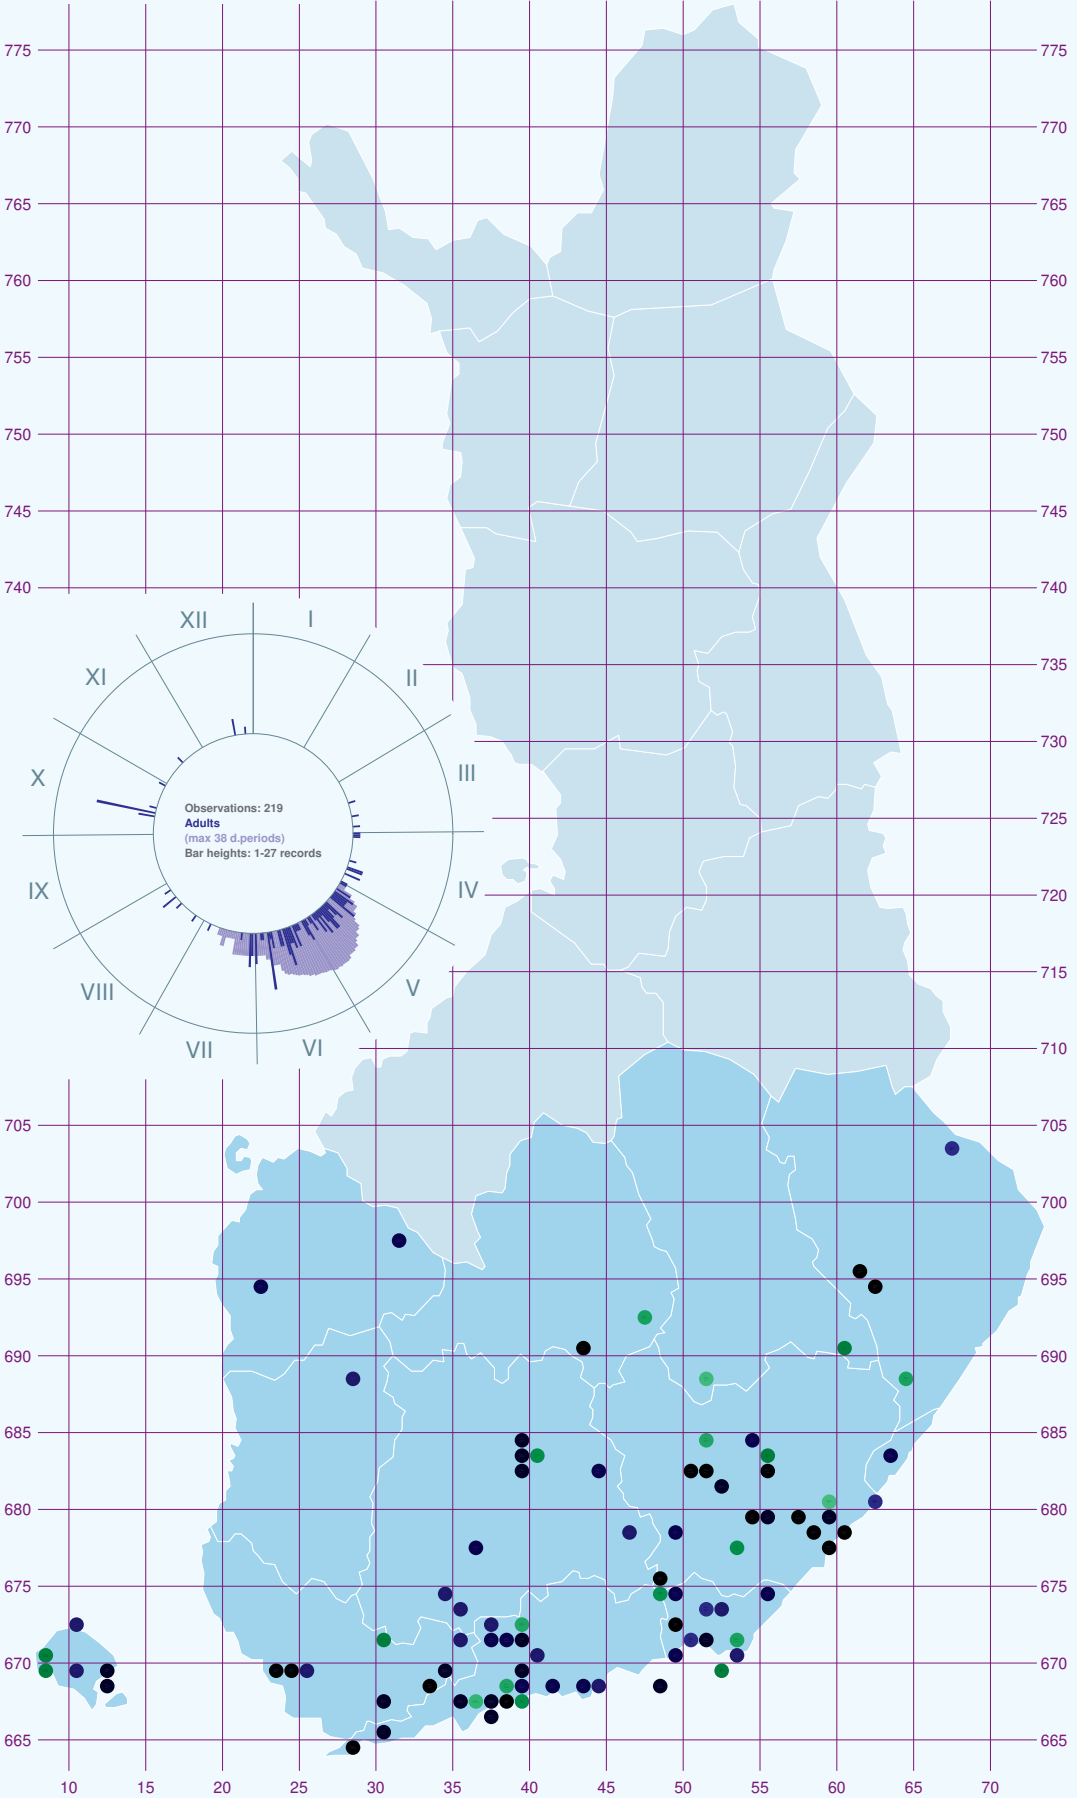 775 775
770 770
765 765
760 760
755 755
750 750
745 745
740 740
XII I
XI II
735
730 730
X III
725
Observations: 219
Adults
(max 38 d.periods)
Bar heights: 1-27 records
IX IV
720
715
VIII V
VII VI
710
705 705
700 700
695 695
690 690
685 685
680 680
675 675
670 670
665 665
10 15 20 25 30 35 40 45 50 55 60 65 70